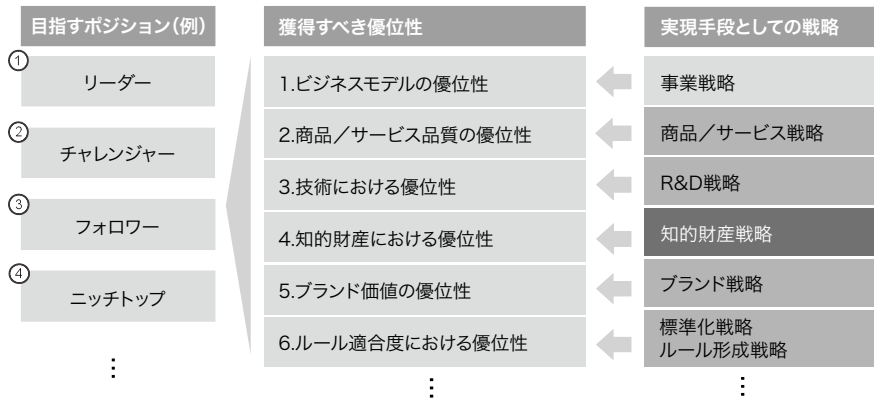 目指すポジション(例)
①
リーダー
②
チャレンジャー
③
フォロワー
④
ニッチトップ
⋮
獲得すべき優位性
1.ビジネスモデルの優位性
2.商品／サービス品質の優位性
3.技術における優位性
4.知的財産における優位性
5.ブランド価値の優位性
6.ルール適合度における優位性
⋮
実現手段としての戦略
事業戦略
商品／サービス戦略
R&D戦略
知的財産戦略
ブランド戦略
標準化戦略
ルール形成戦略
⋮